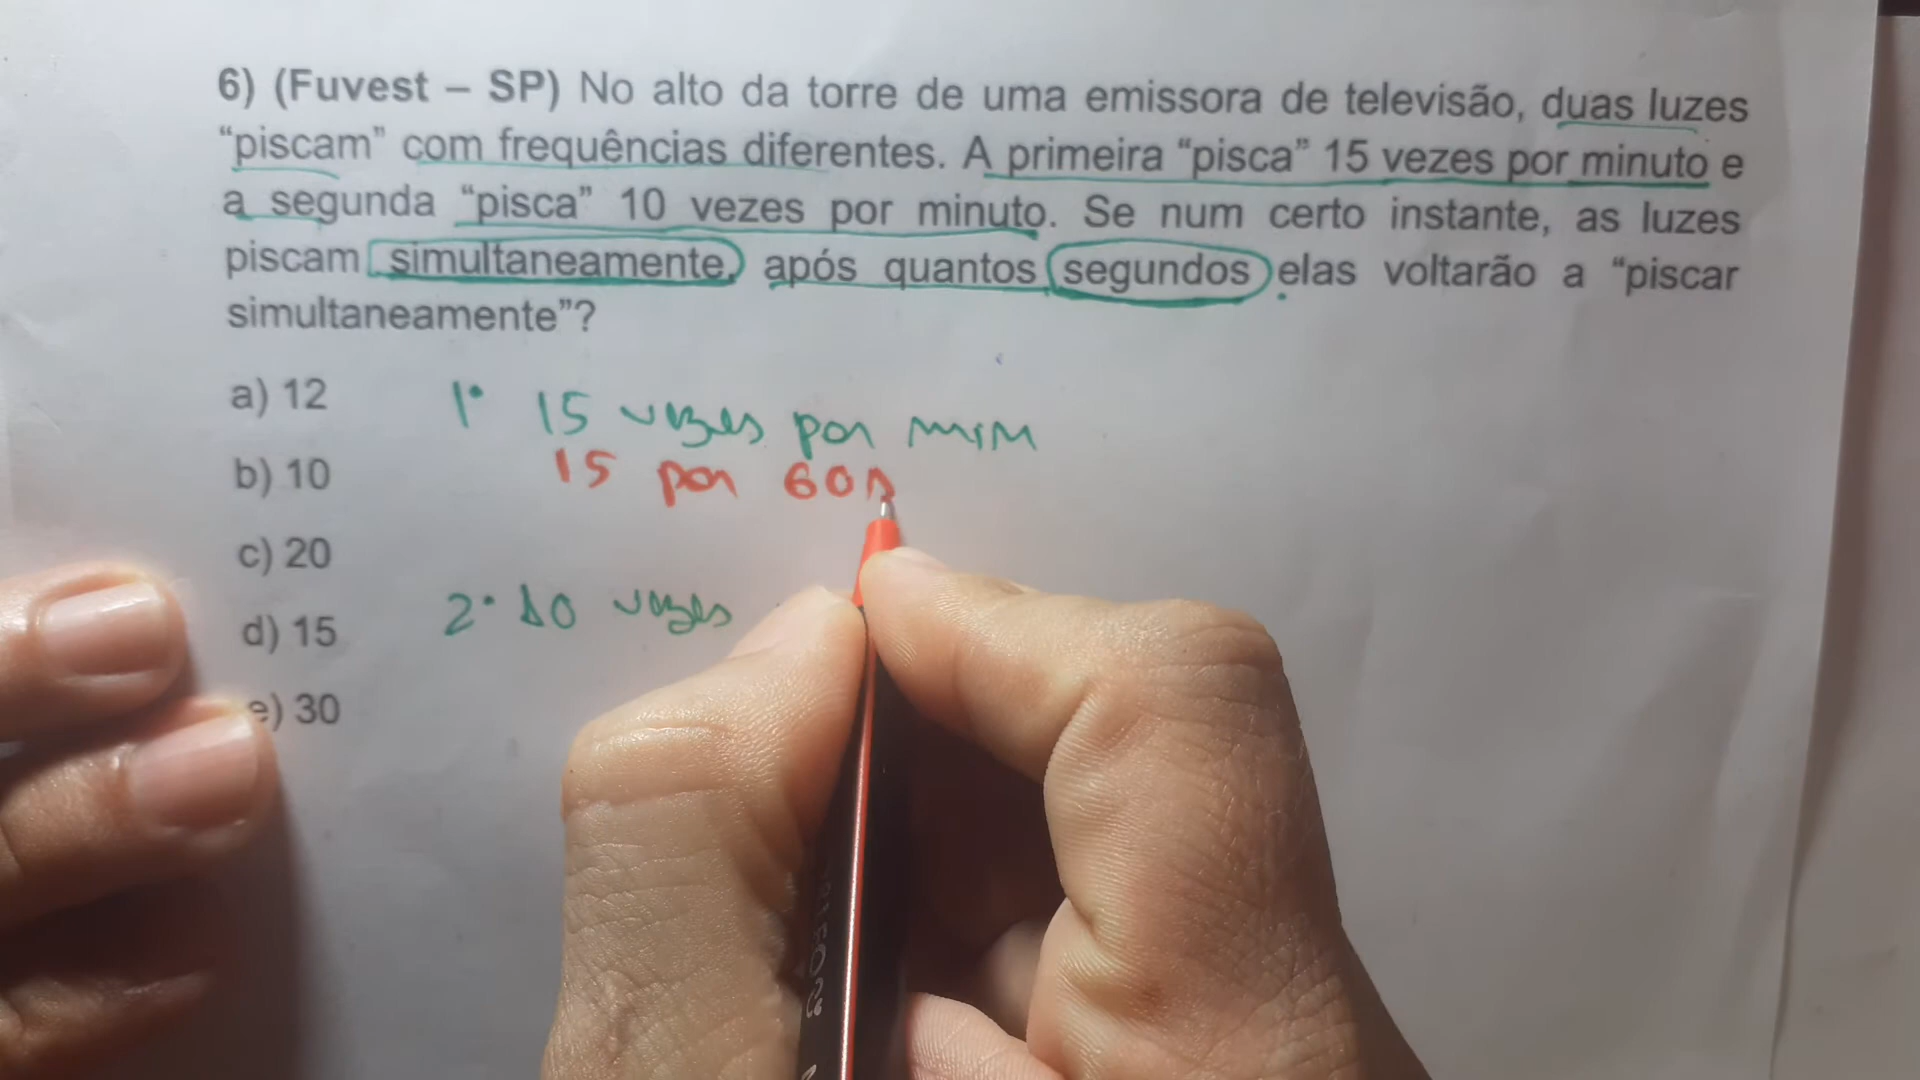 6) (Fuvest – SP) No alto da torre de uma emissora de televisão, duas luzes
“piscam” com frequências diferentes. A primeira “pisca” 15 vezes por minuto e
a segunda “pisca” 10 vezes por minuto. Se num certo instante, as luzes
piscam simultaneamente, após quantos segundos elas voltarão a “piscar
simultaneamente”?
a) 12
b) 10
c) 20
d) 15
e) 30
1• 15 vezes por min
15 por 60s
2• 10 vezes